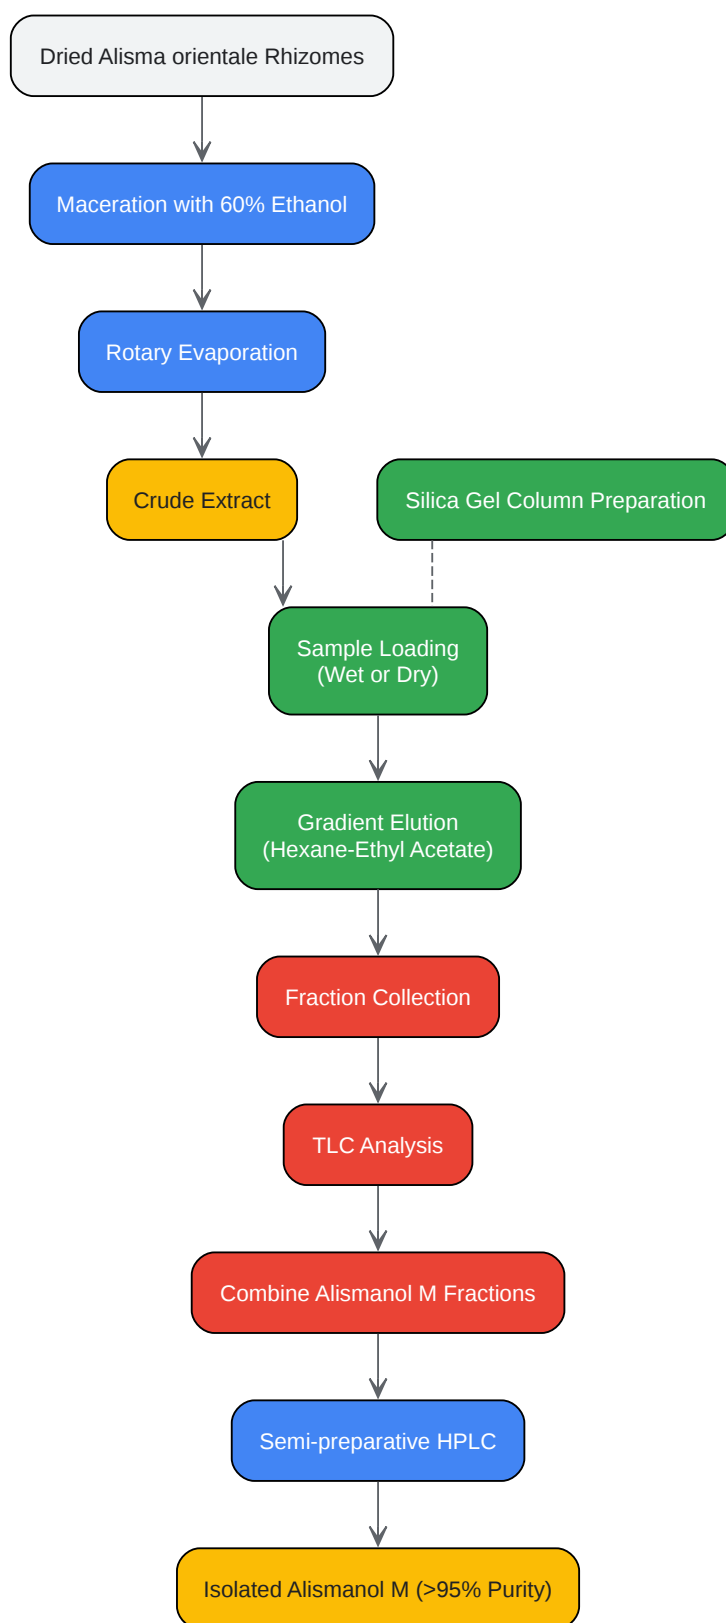 Dried Alisma orientale Rhizomes
Maceration with 60% Ethanol
Rotary Evaporation
Crude Extract
Silica Gel Column Preparation
Sample Loading
(Wet or Dry)
Gradient Elution
(Hexane-Ethyl Acetate)
Fraction Collection
TLC Analysis
Combine Alismanol M Fractions
Semi-preparative HPLC
Isolated Alismanol M (>95% Purity)